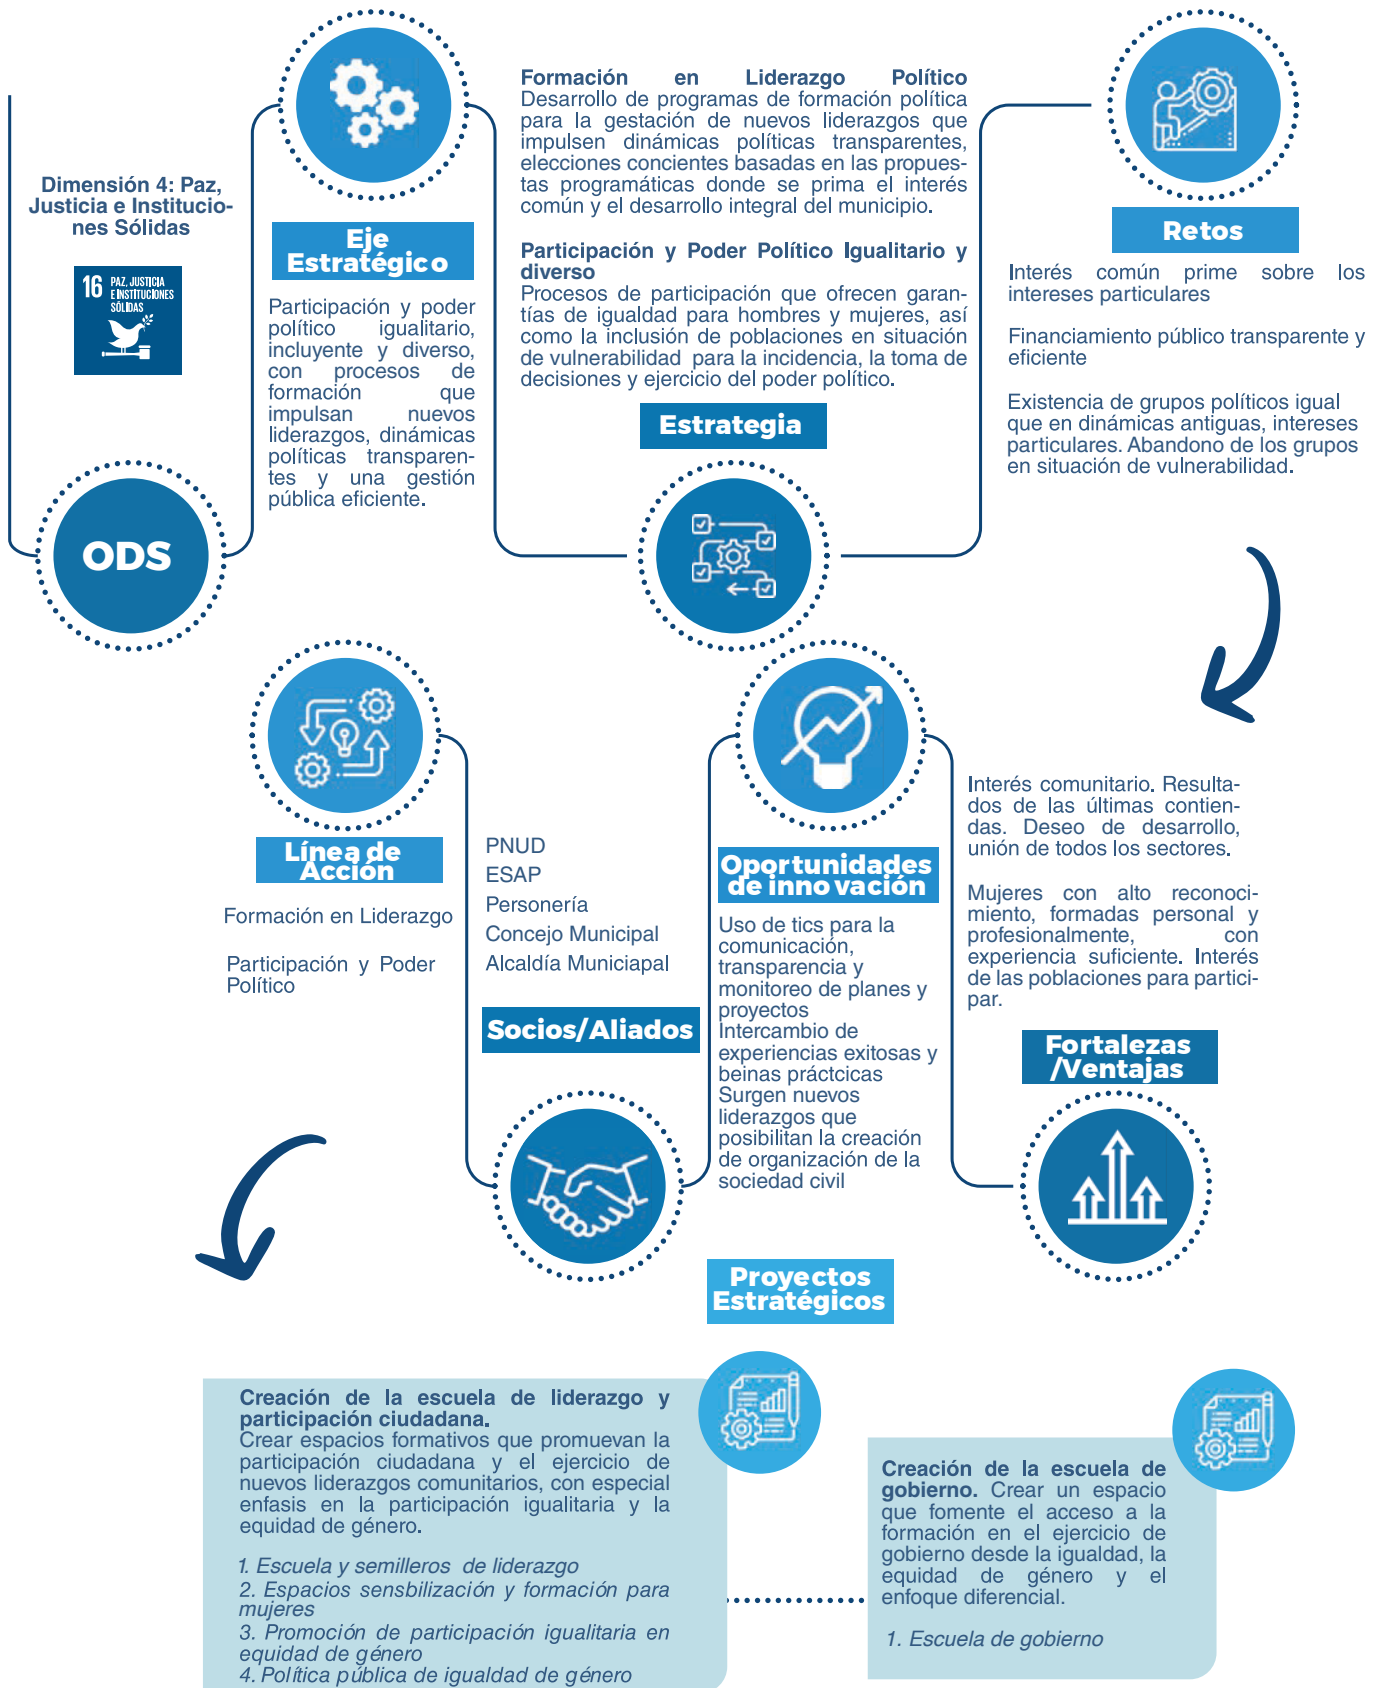 Dimensión 4: Paz,
Justicia e Institucio-
nes Sólidas
16 PAZ, JUSTICIA
E INSTITUCIONES
SÓLIDAS
ODS
Eje
Estratégico
Participación y poder
político igualitario,
incluyente y diverso,
con procesos de
formación que
impulsan nuevos
liderazgos, dinámicas
políticas transparen-
tes y una gestión
pública eficiente.
Formación en Liderazgo Político
Desarrollo de programas de formación política
para la gestación de nuevos liderazgos que
impulsen dinámicas políticas transparentes,
elecciones concientes basadas en las propues-
tas programáticas donde se prima el interés
común y el desarrollo integral del municipio.
Participación y Poder Político Igualitario y
diverso
Procesos de participación que ofrecen garan-
tías de igualdad para hombres y mujeres, así
como la inclusión de poblaciones en situación
de vulnerabilidad para la incidencia, la toma de
decisiones y ejercicio del poder político.
Estrategia
Retos
Interés común prime sobre los
intereses particulares
Financiamiento público transparente y
eficiente
Existencia de grupos políticos igual
que en dinámicas antiguas, intereses
particulares. Abandono de los grupos
en situación de vulnerabilidad.
Línea de
Acción
Formación en Liderazgo
Participación y Poder
Político
PNUD
ESAP
Personería
Concejo Municipal
Alcaldía Municiapal
Socios/Aliados
Oportunidades
de inno vación
Uso de tics para la
comunicación,
transparencia y
monitoreo de planes y
proyectos
Intercambio de
experiencias exitosas y
beinas práctcicas
Surgen nuevos
liderazgos que
posibilitan la creación
de organización de la
sociedad civil
Interés comunitario. Resulta-
dos de las últimas contien-
das. Deseo de desarrollo,
unión de todos los sectores.
Mujeres con alto reconoci-
miento, formadas personal y
profesionalmente, con
experiencia suficiente. Interés
de las poblaciones para partici-
par.
Fortalezas
/Ventajas
Proyectos
Estratégicos
Creación de la escuela de liderazgo y
participación ciudadana.
Crear espacios formativos que promuevan la
participación ciudadana y el ejercicio de
nuevos liderazgos comunitarios, con especial
enfasis en la participación igualitaria y la
equidad de género.
1. Escuela y semilleros de liderazgo
2. Espacios sensbilización y formación para
mujeres
3. Promoción de participación igualitaria en
equidad de género
4. Política pública de igualdad de género
Creación de la escuela de
gobierno. Crear un espacio
que fomente el acceso a la
formación en el ejercicio de
gobierno desde la igualdad, la
equidad de género y el
enfoque diferencial.
1. Escuela de gobierno